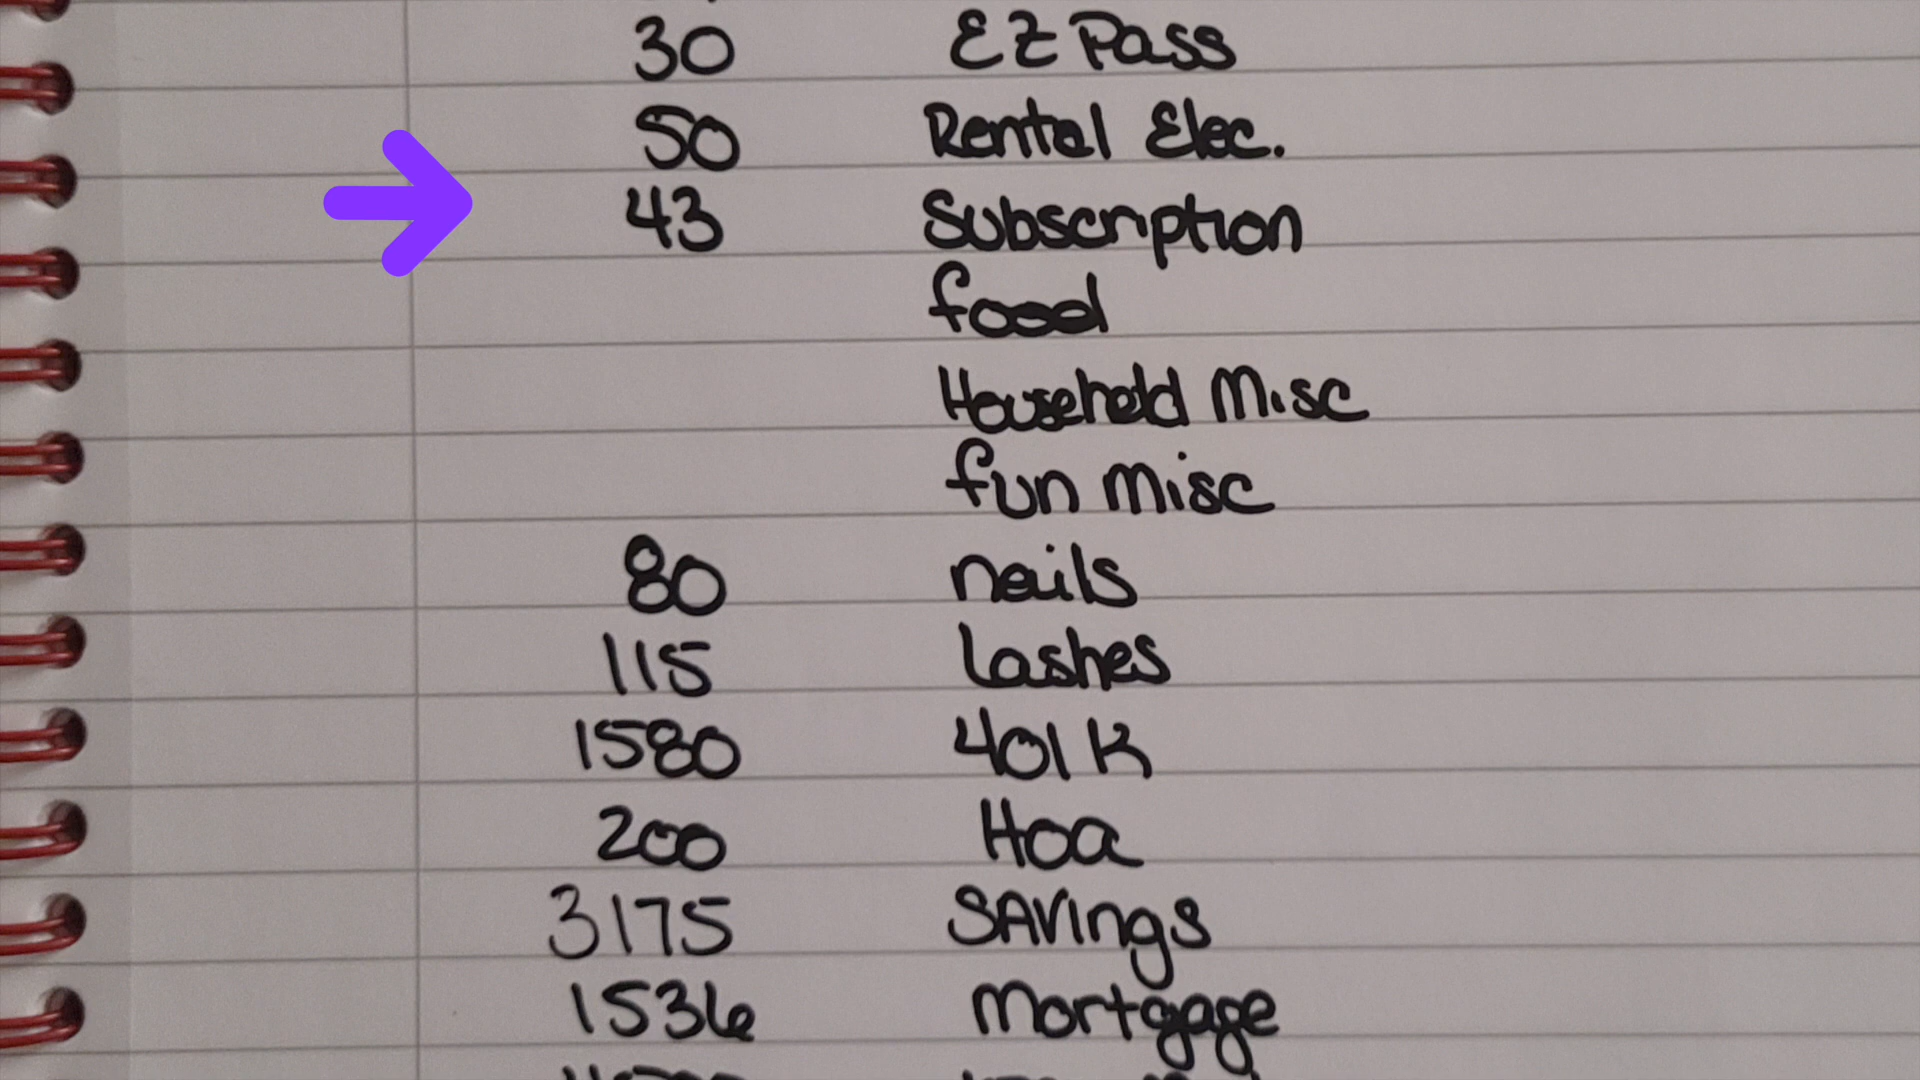 30 EZ Pass
50 Rental Elec.
43 Subscription
food
Household Misc
fun misc
80 nails
115 Lashes
1580 401K
200 Hoa
3175 SAVings
1536 Mortgage